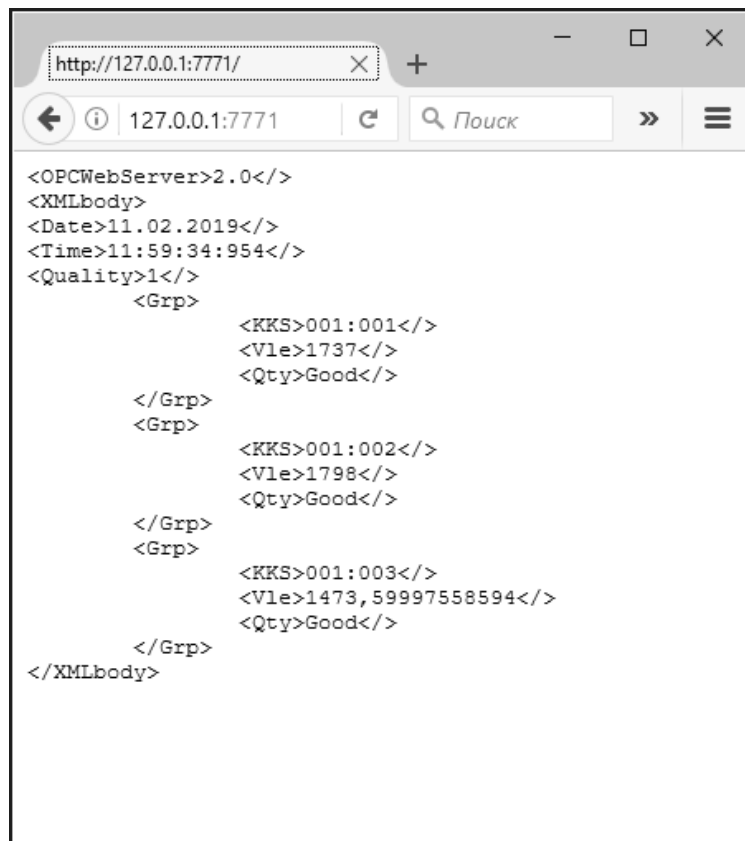 http://127.0.0.1:7771/
127.0.0.1:7771
Поиск
<OPCWebServer>2.0</>
<XMLbody>
<Date>11.02.2019</>
<Time>11:59:34:954</>
<Quality>1</>
<Grp>
<KKS>001:001</>
<Vle>1737</>
<Qty>Good</>
</Grp>
<Grp>
<KKS>001:002</>
<Vle>1798</>
<Qty>Good</>
</Grp>
<Grp>
<KKS>001:003</>
<Vle>1473,59997558594</>
<Qty>Good</>
</Grp>
</XMLbody>